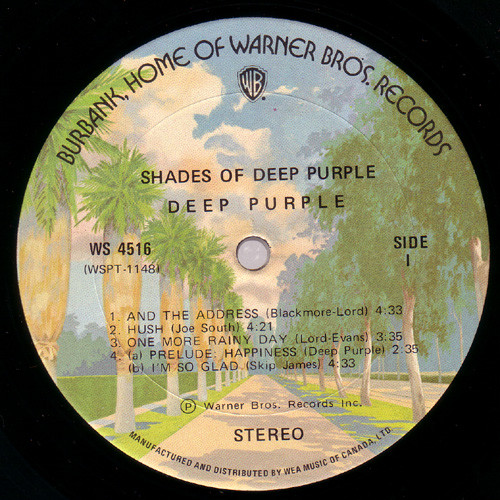 BURBANK, HOME OF WARNER BROS. RECORDS
WB
SHADES OF DEEP PURPLE
DEEP PURPLE
WS 4516
(WSPT-1148)
SIDE
1
1. AND THE ADDRESS (Blackmore-Lord) 4:33
2. HUSH (Joe South) 4:21
3. ONE MORE RAINY DAY (Lord-Evans) 3:35
4. (a) PRELUDE: HAPPINESS (Deep Purple) 2:35
(b) I'M SO GLAD (Skip James) 4:33
Ⓟ Warner Bros. Records Inc.
STEREO
MANUFACTURED AND DISTRIBUTED BY WEA MUSIC OF CANADA, LTD.